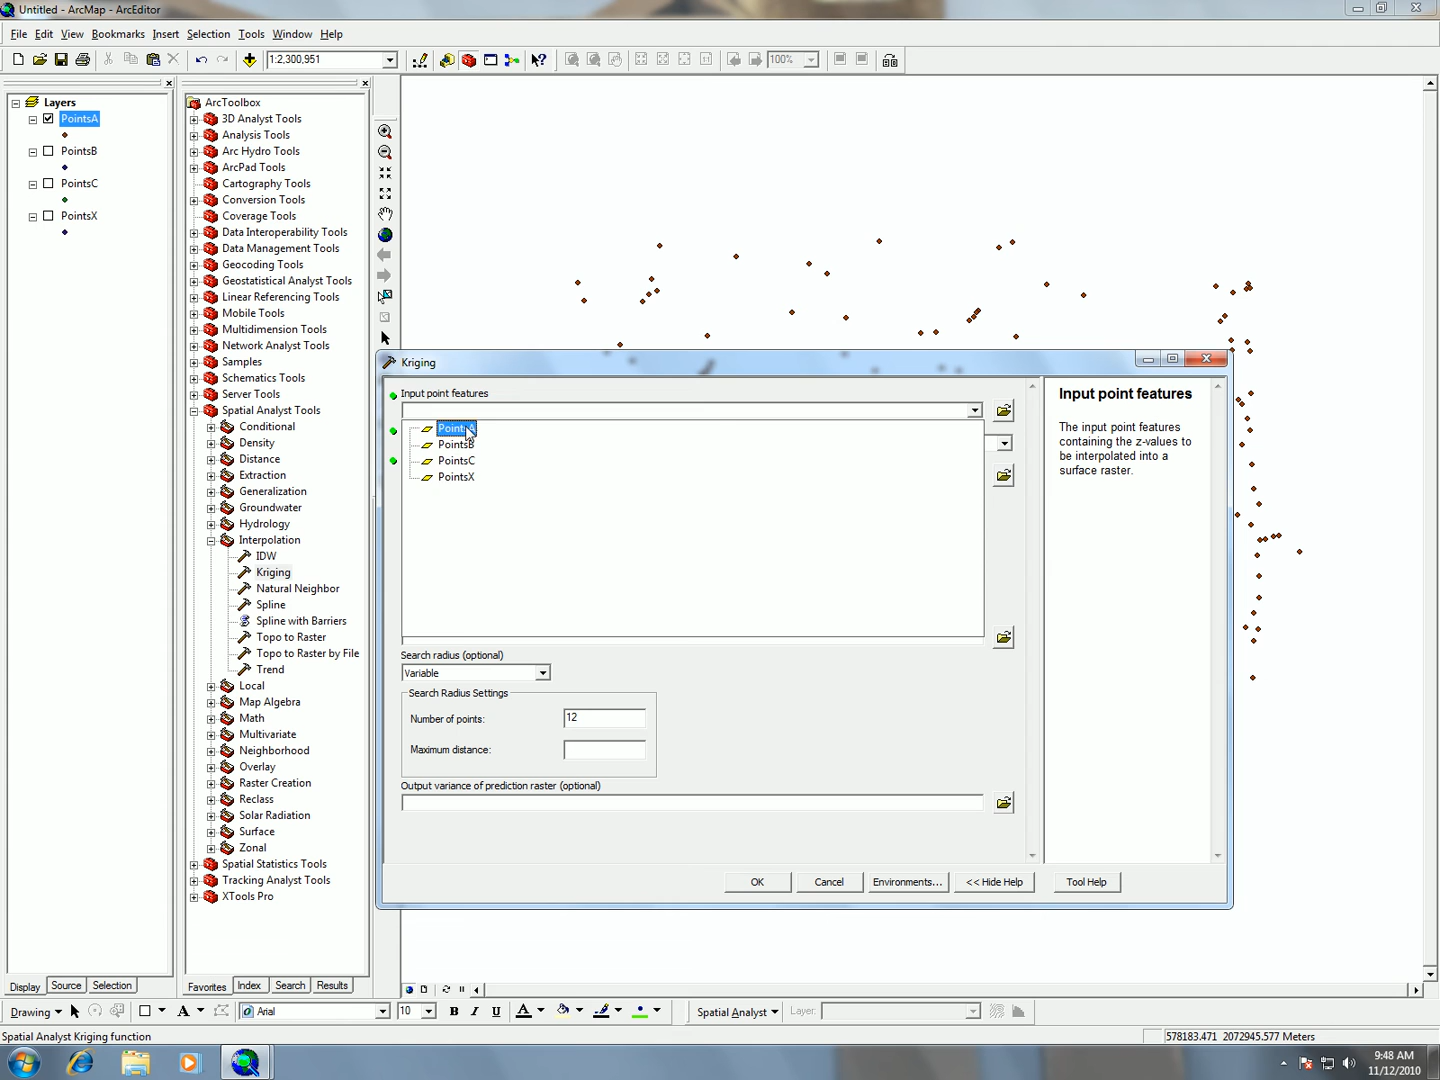 Untitled - ArcMap - ArcEditor
File Edit View Bookmarks Insert Selection Tools Window Help
1:2,300,951
100%
Layers
PointsA
PointsB
PointsC
PointsX
ArcToolbox
3D Analyst Tools
Analysis Tools
Arc Hydro Tools
ArcPad Tools
Cartography Tools
Conversion Tools
Coverage Tools
Data Interoperability Tools
Data Management Tools
Geocoding Tools
Geostatistical Analyst Tools
Linear Referencing Tools
Mobile Tools
Multidimension Tools
Network Analyst Tools
Samples
Schematics Tools
Server Tools
Spatial Analyst Tools
Conditional
Density
Distance
Extraction
Generalization
Groundwater
Hydrology
Interpolation
IDW
Kriging
Natural Neighbor
Spline
Spline with Barriers
Topo to Raster
Topo to Raster by File
Trend
Local
Map Algebra
Math
Multivariate
Neighborhood
Overlay
Raster Creation
Reclass
Solar Radiation
Surface
Zonal
Spatial Statistics Tools
Tracking Analyst Tools
XTools Pro
Kriging
Input point features
PointsA
PointsB
PointsC
PointsX
Search radius (optional)
Variable
Search Radius Settings
Number of points: 12
Maximum distance:
Output variance of prediction raster (optional)
OK Cancel Environments... << Hide Help Tool Help
Input point features
The input point features
containing the z-values to
be interpolated into a
surface raster.
Display Source Selection
Favorites Index Search Results
Drawing Arial 10 B I U A Spatial Analyst Layer:
Spatial Analyst Kriging function
578183.471 2072945.577 Meters
9:48 AM
11/12/2010